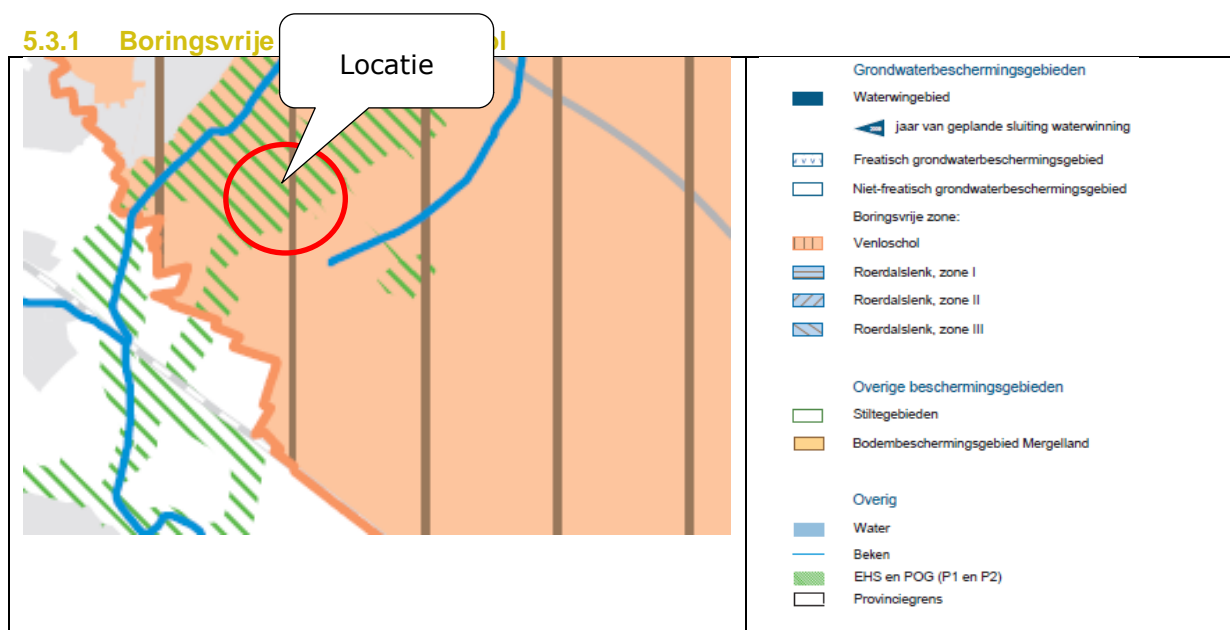 5.3.1 Boringsvrije ol
Locatie
Grondwaterbeschermingsgebieden
Waterwingebied
jaar van geplande sluiting waterwinning
Freatisch grondwaterbeschermingsgebied
Niet-freatisch grondwaterbeschermingsgebied
Boringsvrije zone:
Venloschol
Roerdalslenk, zone I
Roerdalslenk, zone II
Roerdalslenk, zone III
Overige beschermingsgebieden
Stiltegebieden
Bodembeschermingsgebied Mergelland
Overig
Water
Beken
EHS en POG (P1 en P2)
Provinciegrens